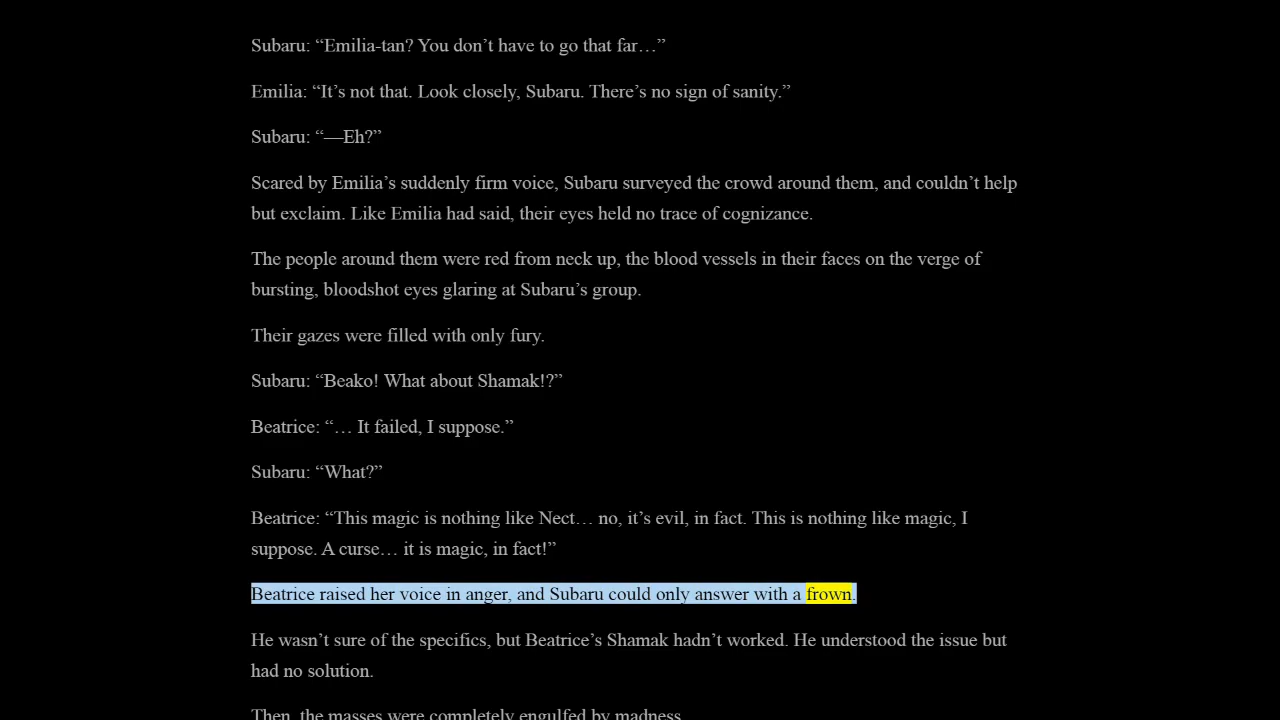 Subaru: “Emilia-tan? You don’t have to go that far…”
Emilia: “It’s not that. Look closely, Subaru. There’s no sign of sanity.”
Subaru: “—Eh?”
Scared by Emilia’s suddenly firm voice, Subaru surveyed the crowd around them, and couldn’t help
but exclaim. Like Emilia had said, their eyes held no trace of cognizance.
The people around them were red from neck up, the blood vessels in their faces on the verge of
bursting, bloodshot eyes glaring at Subaru’s group.
Their gazes were filled with only fury.
Subaru: “Beako! What about Shamak!?”
Beatrice: “… It failed, I suppose.”
Subaru: “What?”
Beatrice: “This magic is nothing like Nect… no, it’s evil, in fact. This is nothing like magic, I
suppose. A curse… it is magic, in fact!”
Beatrice raised her voice in anger, and Subaru could only answer with a frown.
He wasn’t sure of the specifics, but Beatrice’s Shamak hadn’t worked. He understood the issue but
had no solution.
Then, the masses were completely engulfed by madness.